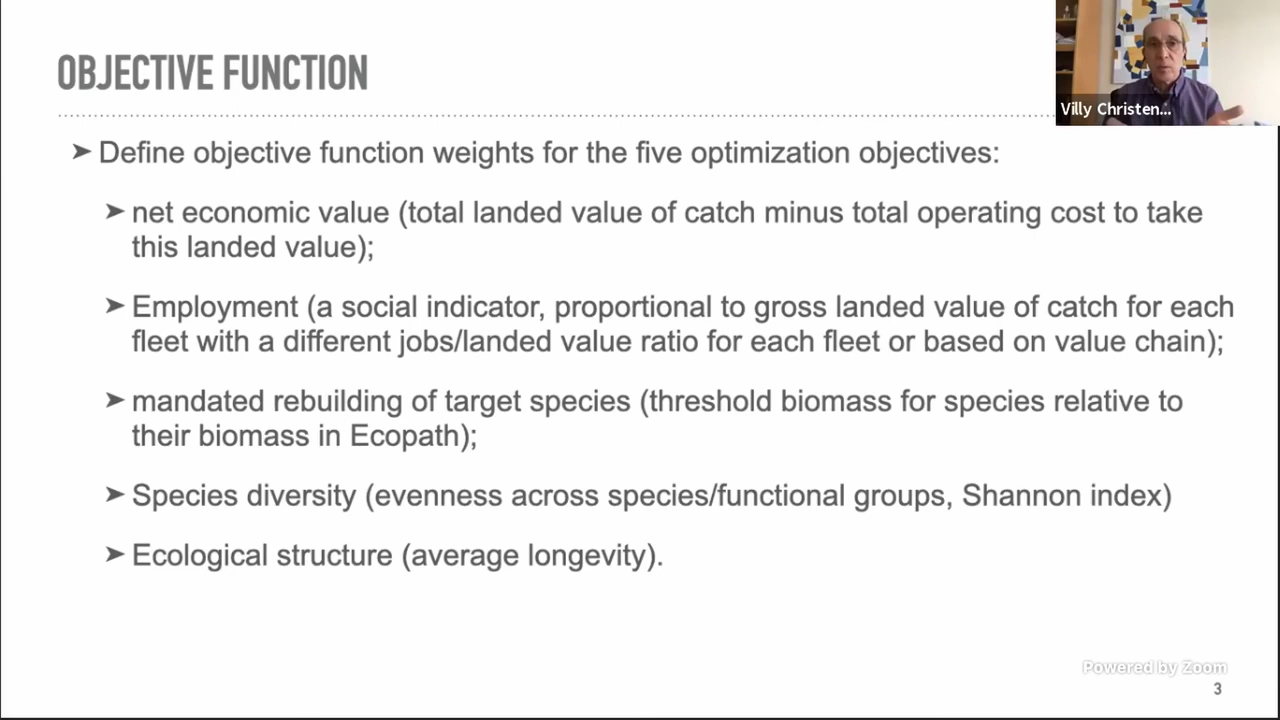 OBJECTIVE FUNCTION
Villy Christen...
➤ Define objective function weights for the five optimization objectives:
➤ net economic value (total landed value of catch minus total operating cost to take
this landed value);
➤ Employment (a social indicator, proportional to gross landed value of catch for each
fleet with a different jobs/landed value ratio for each fleet or based on value chain);
➤ mandated rebuilding of target species (threshold biomass for species relative to
their biomass in Ecopath);
➤ Species diversity (evenness across species/functional groups, Shannon index)
➤ Ecological structure (average longevity).
Powered by Zoom
3